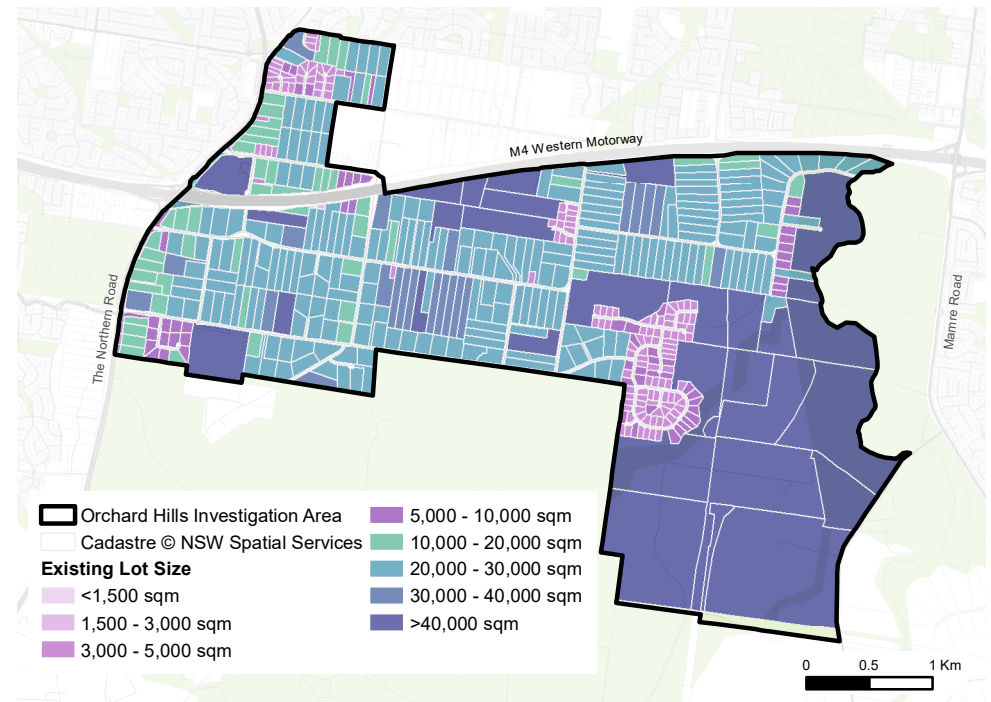 M4 Western Motorway
The Northern Road
Mamre Road
Orchard Hills Investigation Area
Cadastre © NSW Spatial Services
Existing Lot Size
<1,500 sqm
1,500 - 3,000 sqm
3,000 - 5,000 sqm
5,000 - 10,000 sqm
10,000 - 20,000 sqm
20,000 - 30,000 sqm
30,000 - 40,000 sqm
>40,000 sqm
0 0.5 1 Km